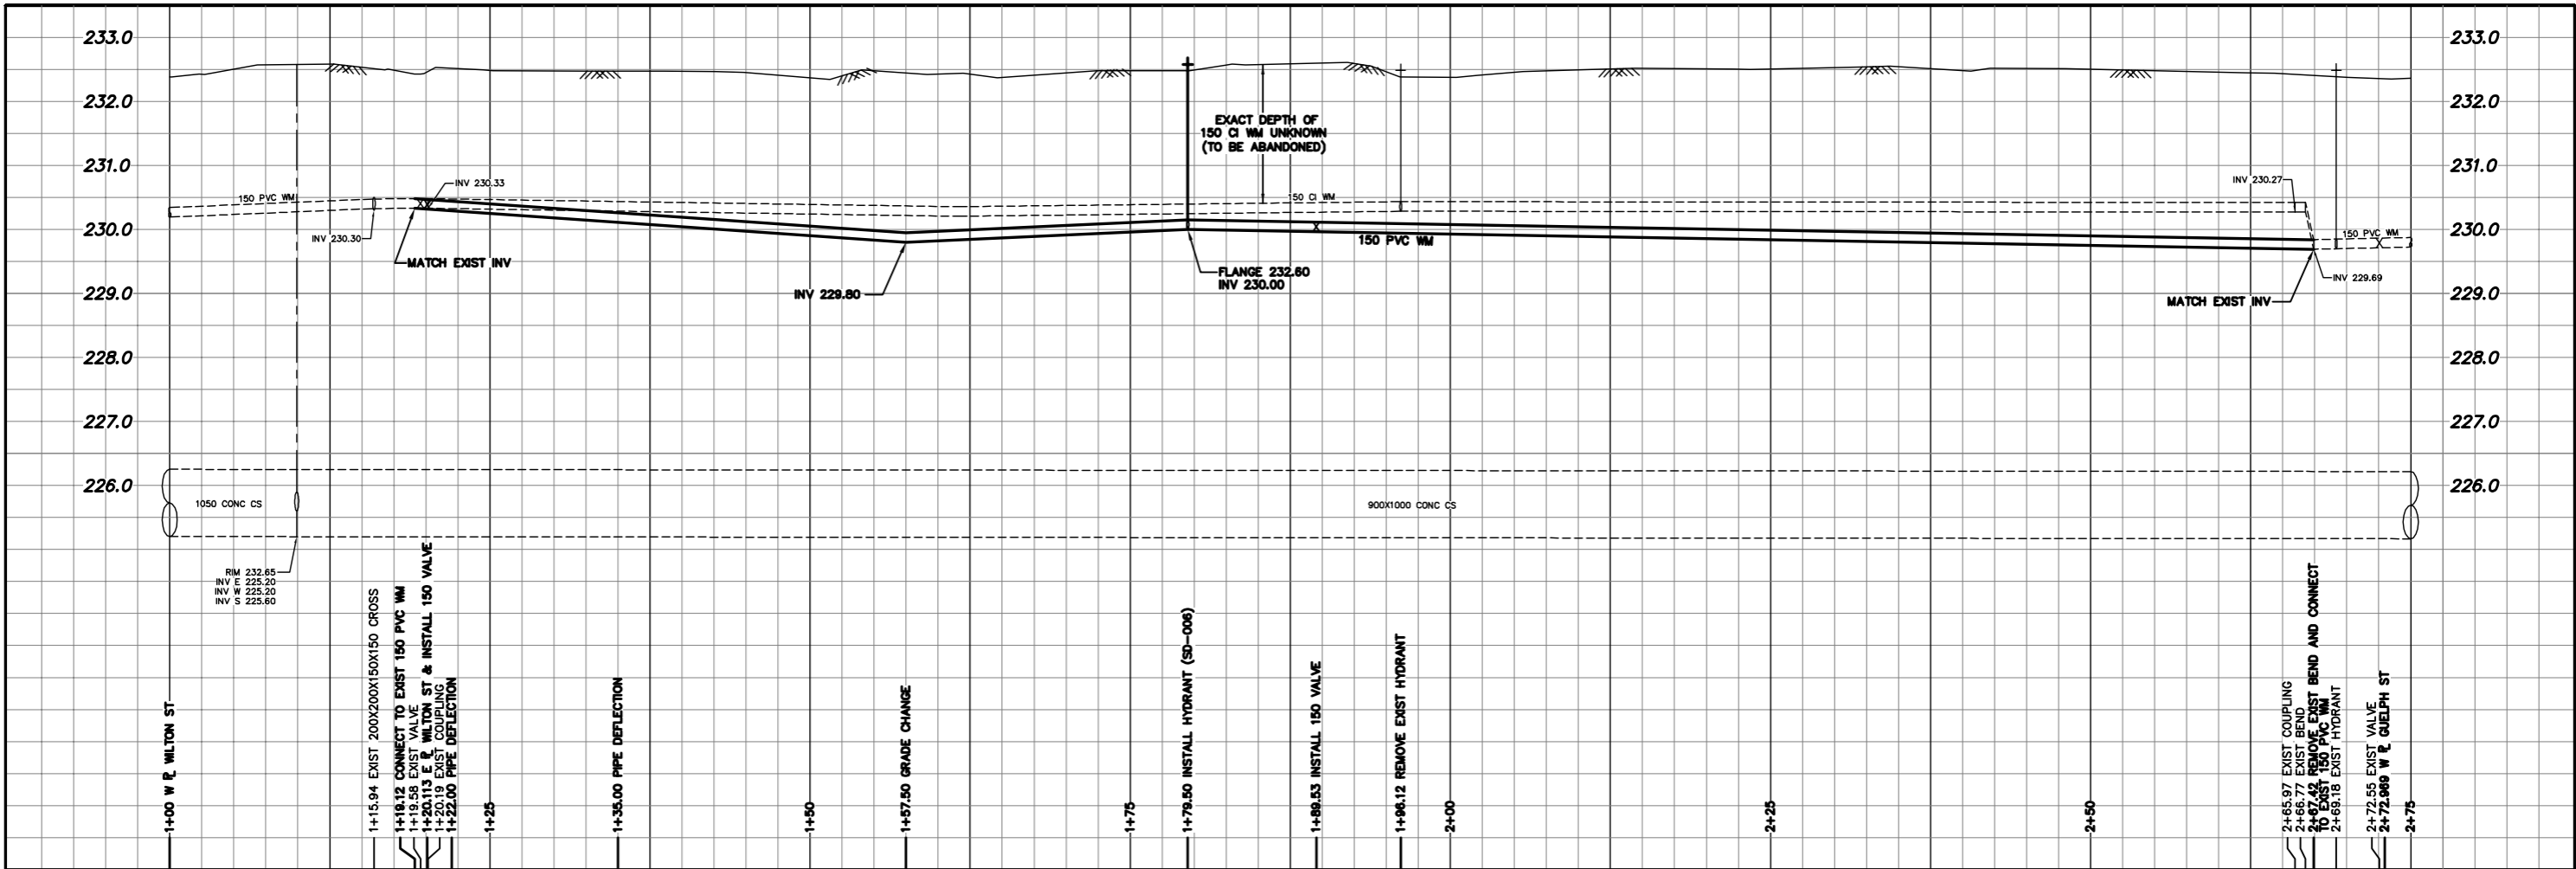 233.0
233.0
232.0
232.0
EXACT DEPTH OF
150 CI WM UNKNOWN
(TO BE ABANDONED)
231.0
231.0
INV 230.33
INV 230.27
150 PVC WM
150 CI WM
230.0
230.0
INV 230.30
150 PVC WM
150 PVC WM
MATCH EXIST INV
FLANGE 232.60
INV 230.00
INV 229.69
229.0
229.0
INV 229.80
MATCH EXIST INV
228.0
228.0
227.0
227.0
226.0
226.0
1050 CONC CS
900X1000 CONC CS
RIM 232.65
INV E 225.20
INV W 225.20
INV S 225.60
1+00 W PL WILTON ST
1+15.94 EXIST 200X200X150X150 CROSS
1+19.12 CONNECT TO EXIST 150 PVC WM
1+19.58 EXIST VALVE
1+20.113 E PL WILTON ST & INSTALL 150 VALVE
1+20.19 EXIST COUPLING
1+22.00 PIPE DEFLECTION
1+25
1+35.00 PIPE DEFLECTION
1+50
1+57.50 GRADE CHANGE
1+75
1+79.50 INSTALL HYDRANT (SD-006)
1+89.53 INSTALL 150 VALVE
1+96.12 REMOVE EXIST HYDRANT
2+00
2+25
2+50
2+65.97 EXIST COUPLING
2+66.77 EXIST BEND
2+67.42 REMOVE EXIST BEND AND CONNECT
TO EXIST 150 PVC WM
2+69.18 EXIST HYDRANT
2+72.55 EXIST VALVE
2+72.969 W PL GUELPH ST
2+75